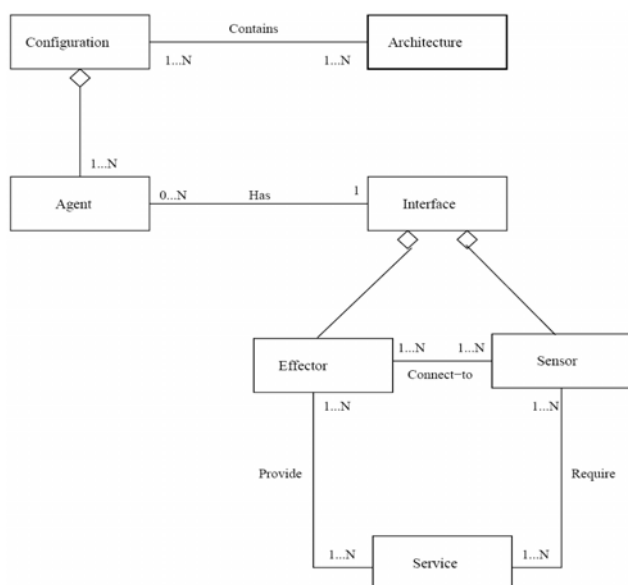 Contains
Configuration
Architecture
1...N
1...N
1...N
0...N
1
Agent
Has
Interface
1...N
1...N
Effector
Sensor
Connect−to
1...N
1...N
Provide
Require
1...N
1...N
Service